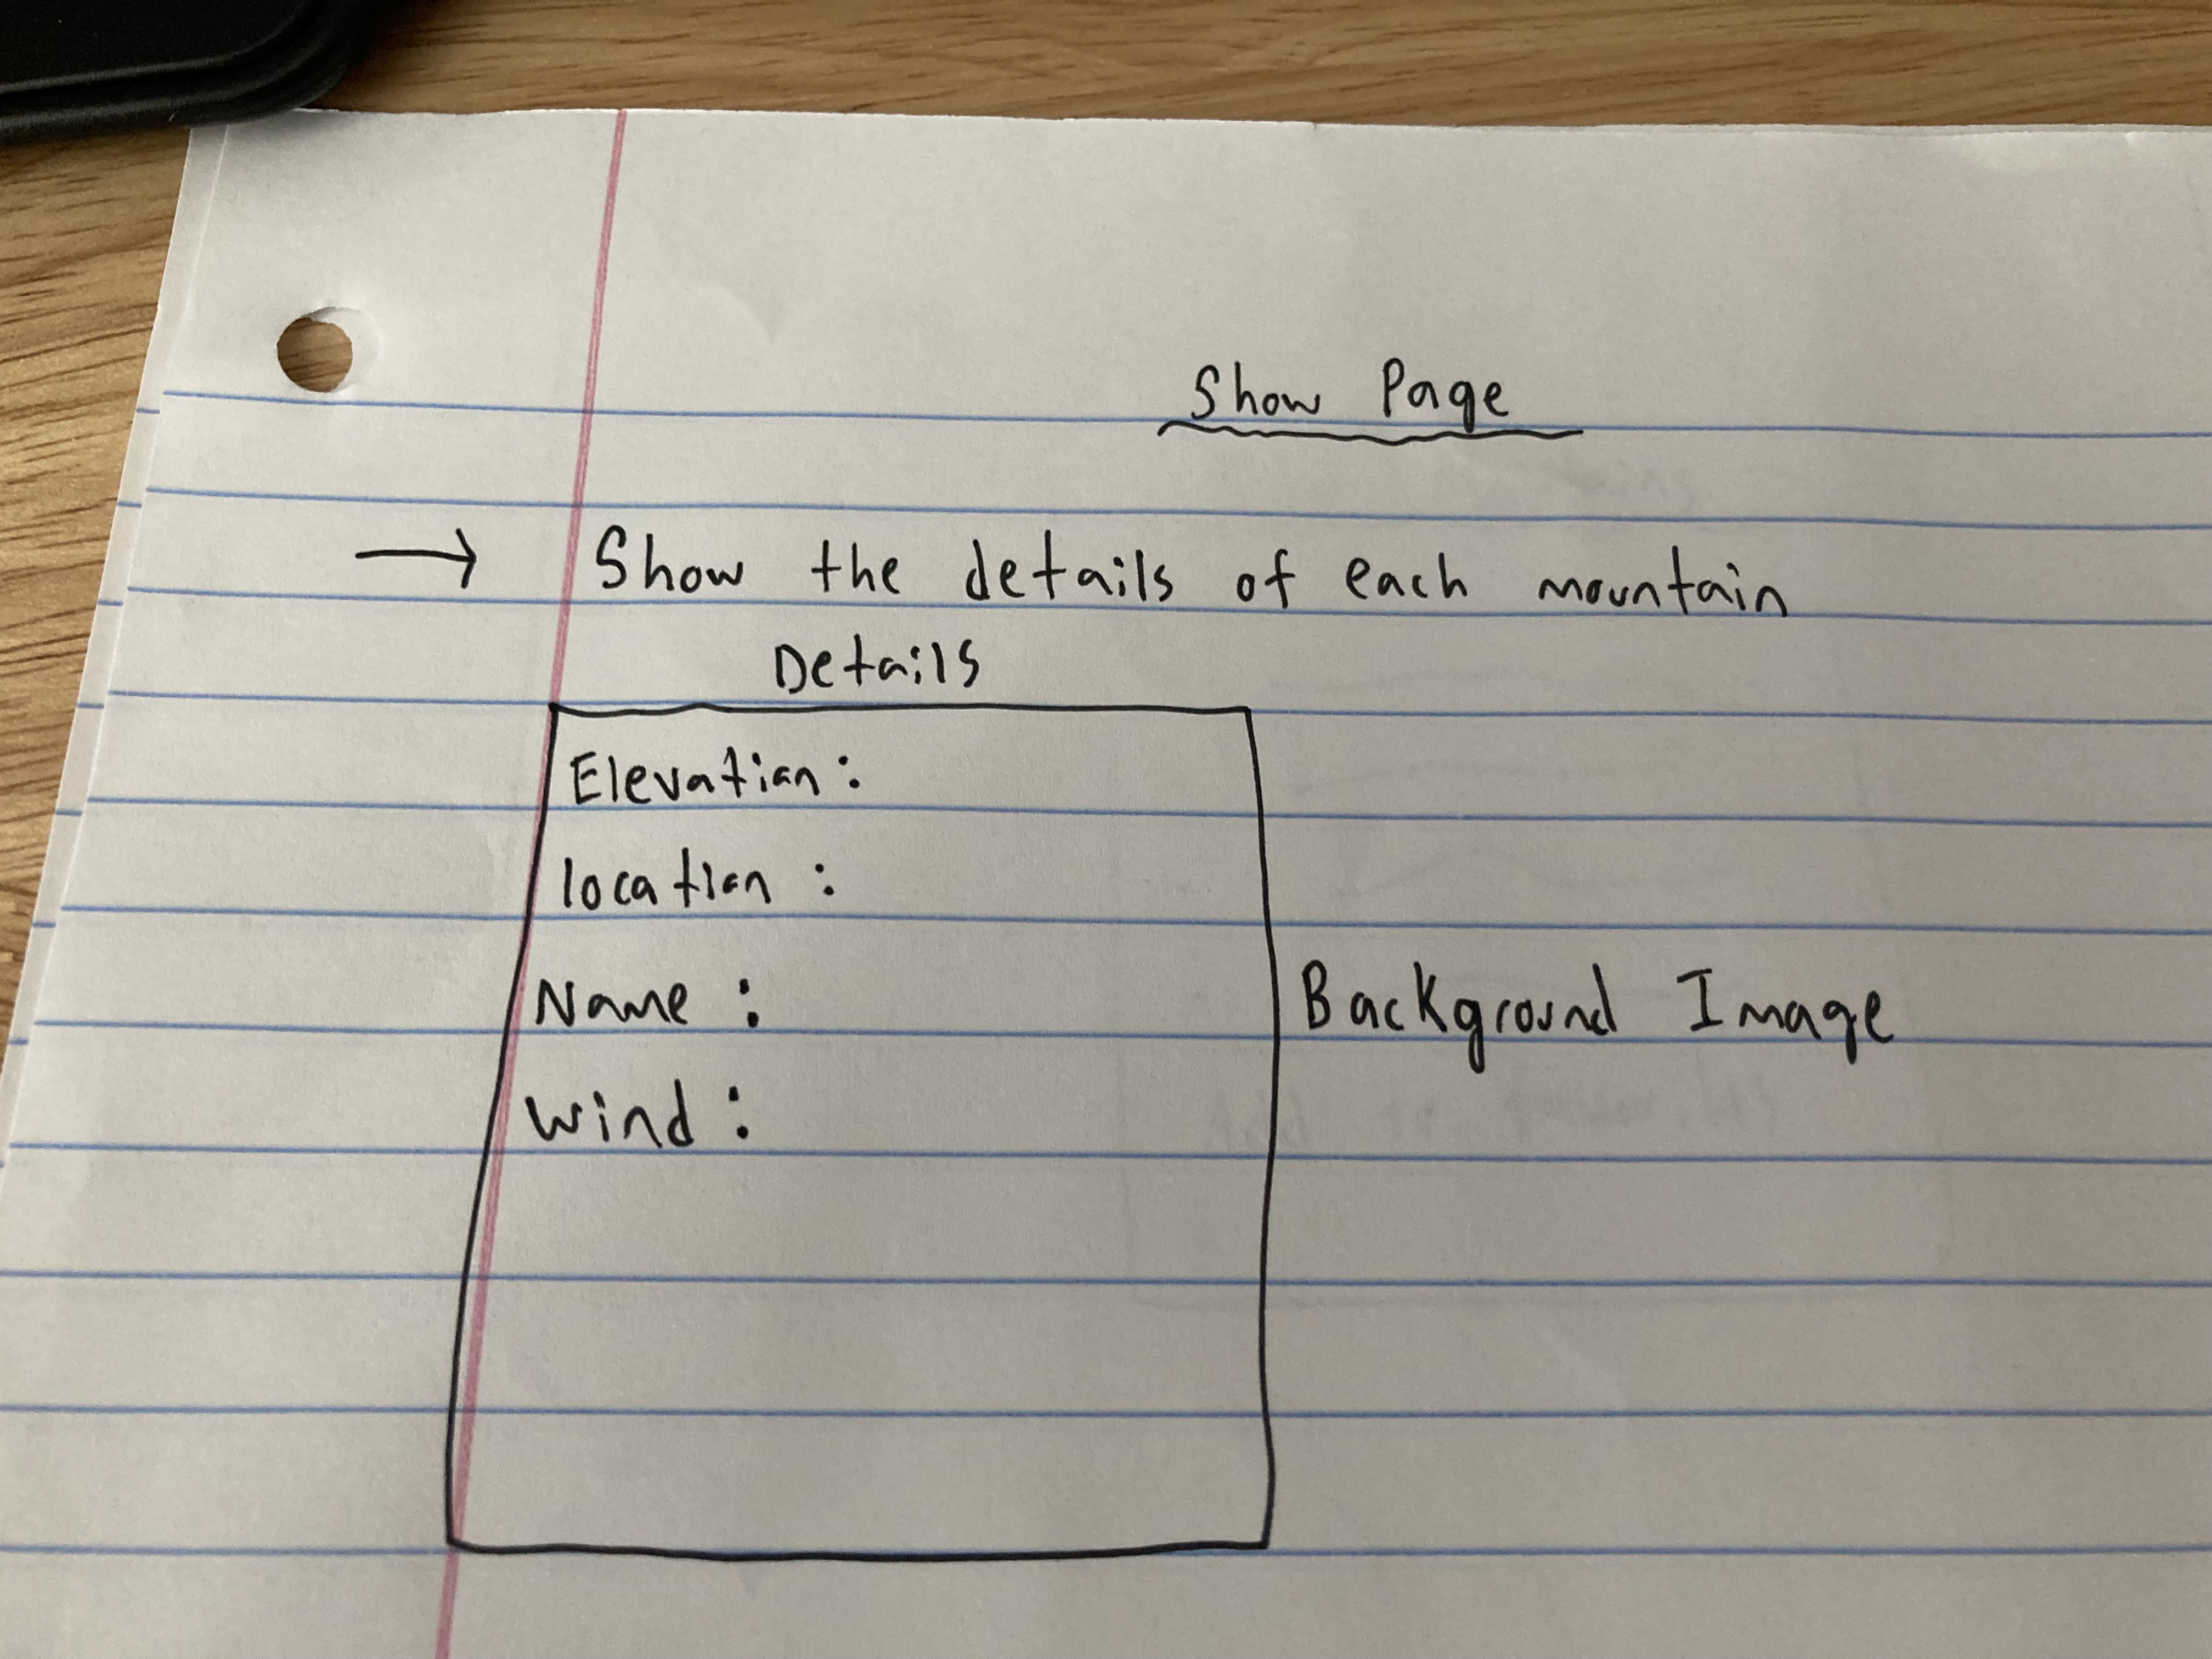 Show Page
→ Show the details of each mountain
Details
Elevation:
location:
Name:
wind:
Background Image